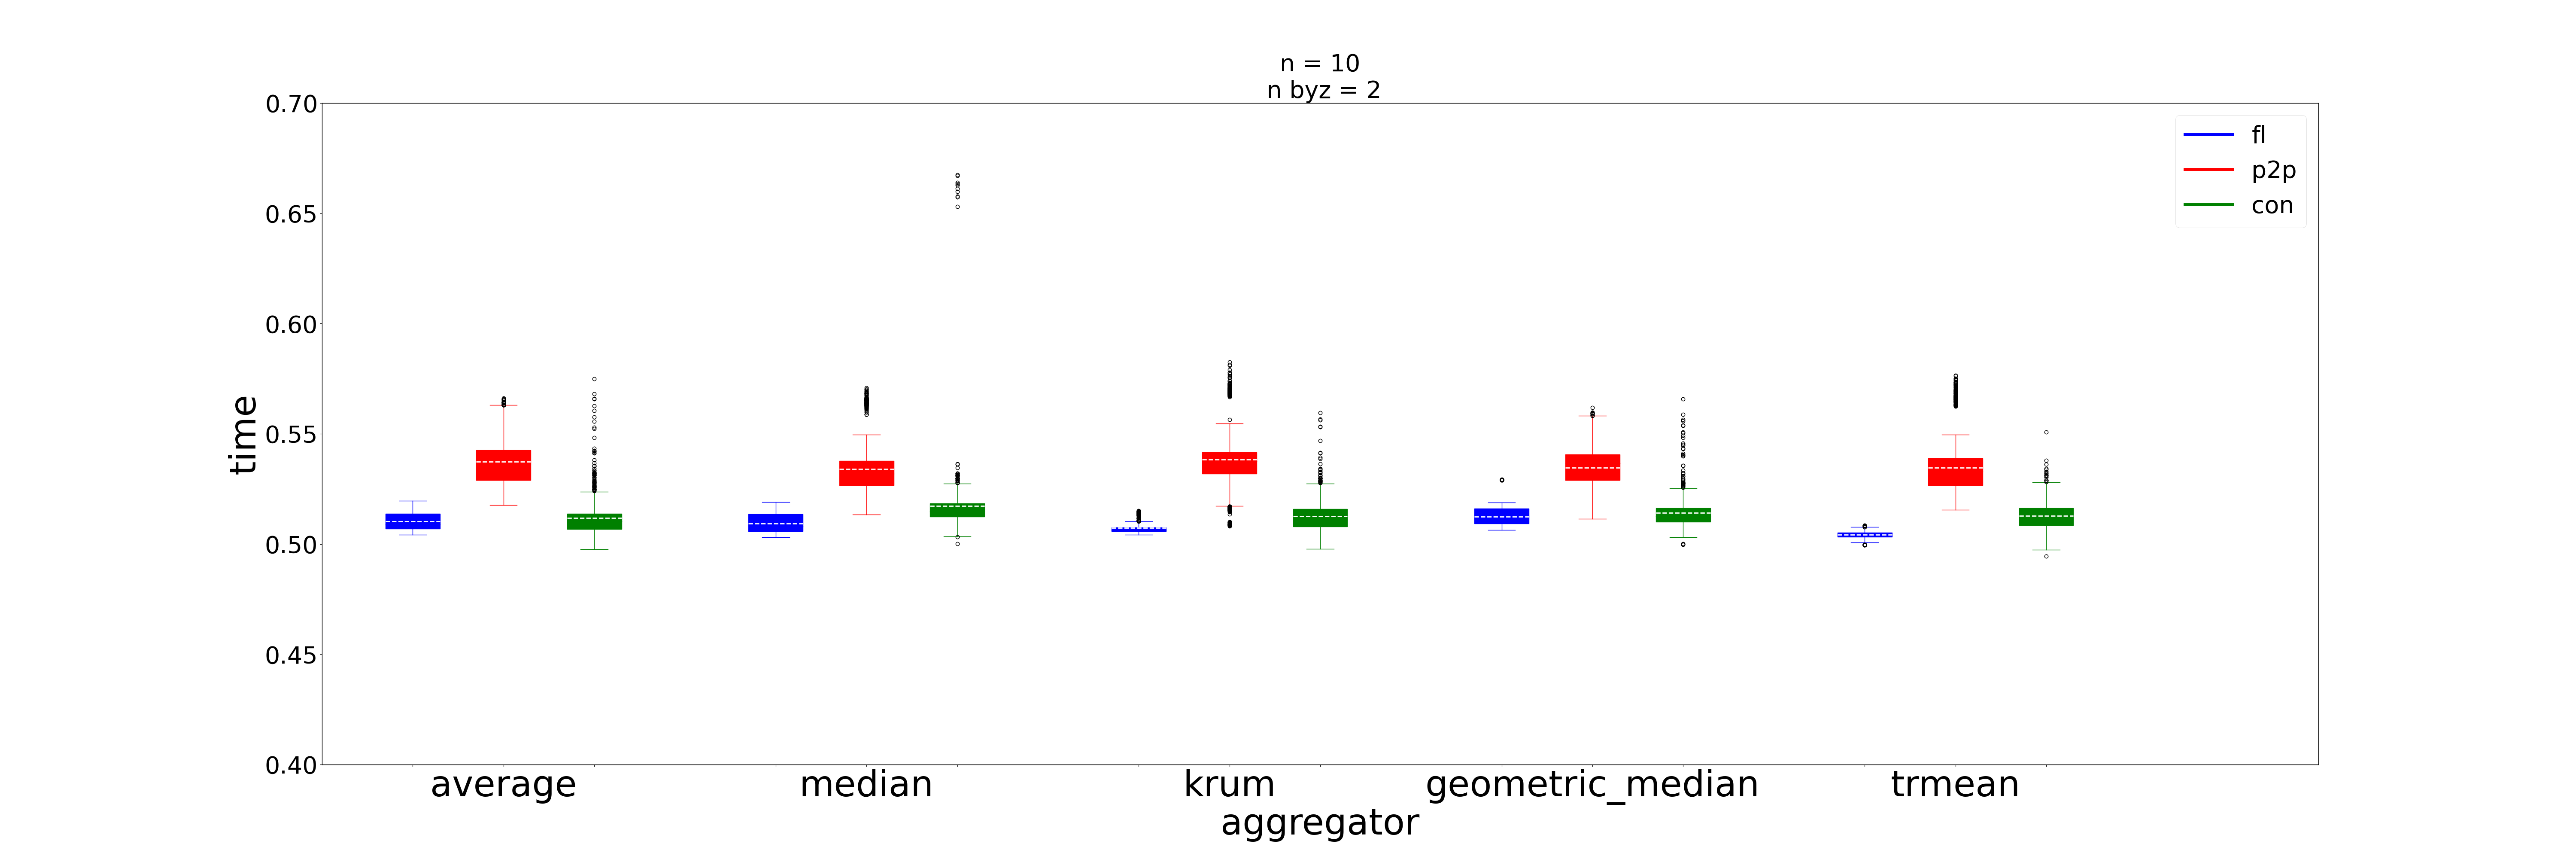 n = 10
n byz = 2
0.70
0.65
0.60
0.55
0.50
0.45
0.40
time
fl
p2p
con
average median krum geometric_median trmean
aggregator